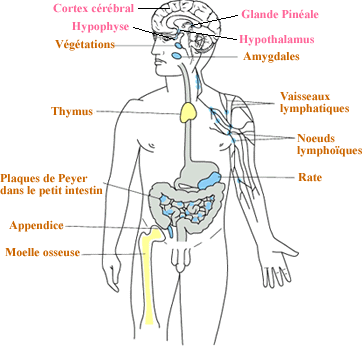 Cortex cérébral
Glande Pinéale
Hypophyse
Hypothalamus
Végétations
Amygdales
Vaisseaux
lymphatiques
Thymus
Noeuds
lymphoïques
Plaques de Peyer
dans le petit intestin
Rate
Appendice
Moelle osseuse